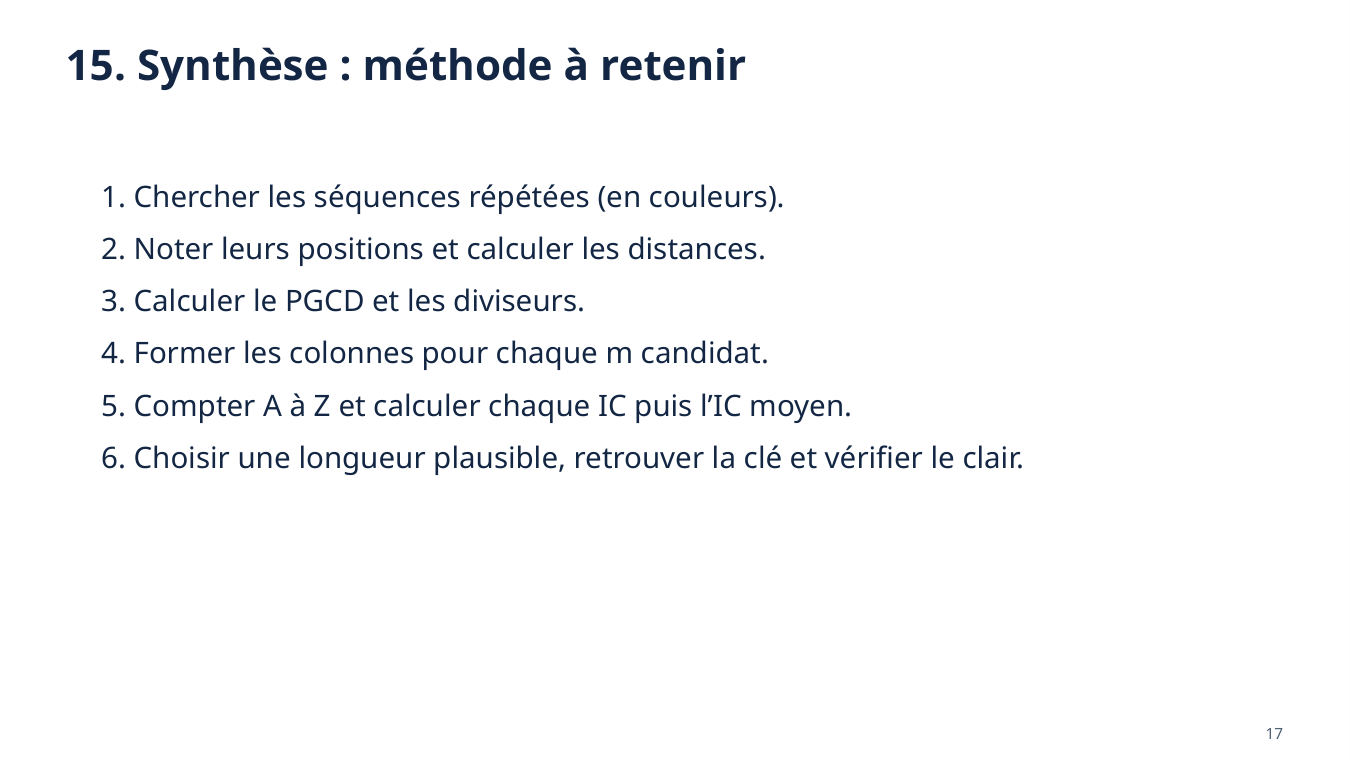 15. Synthèse : méthode à retenir
1. Chercher les séquences répétées (en couleurs).
2. Noter leurs positions et calculer les distances.
3. Calculer le PGCD et les diviseurs.
4. Former les colonnes pour chaque m candidat.
5. Compter A à Z et calculer chaque IC puis l’IC moyen.
6. Choisir une longueur plausible, retrouver la clé et vérifier le clair.
17